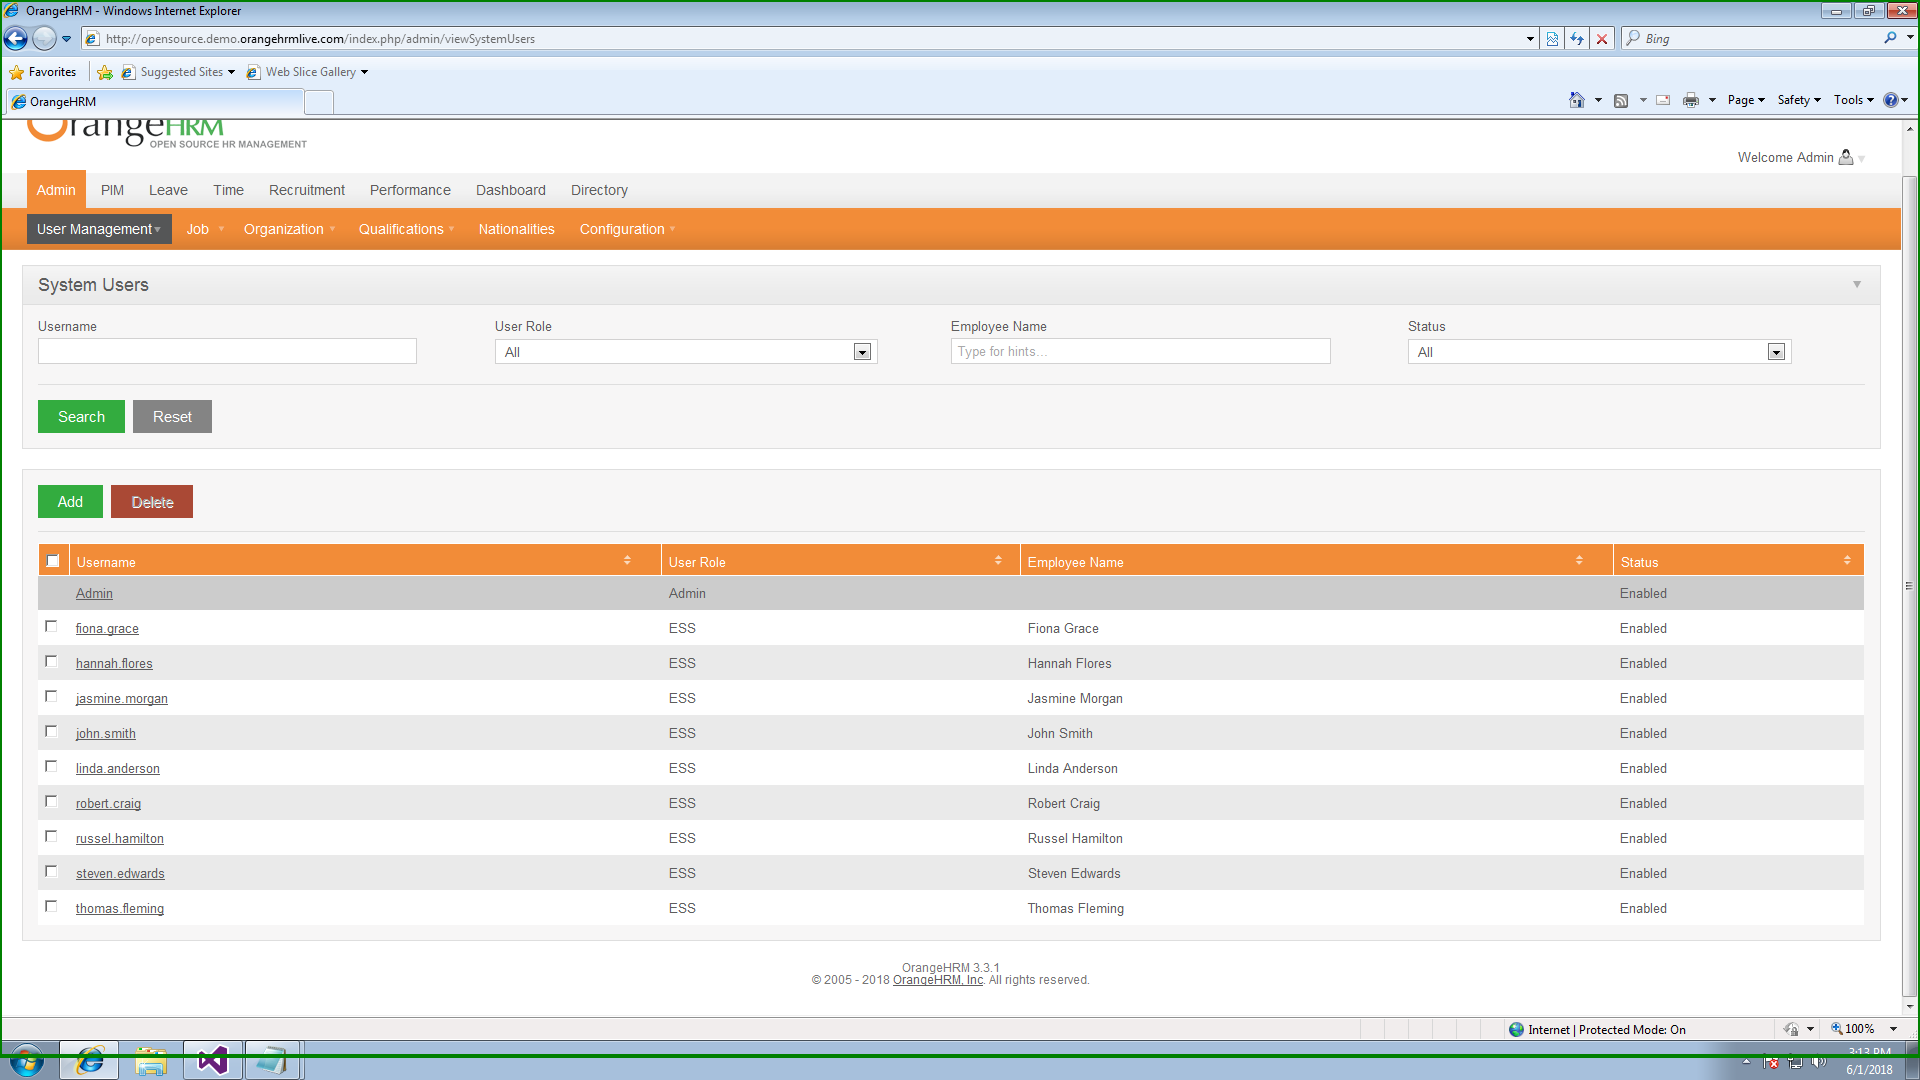 OrangeHRM - Windows Internet Explorer
http://opensource.demo.orangehrmlive.com/index.php/admin/viewSystemUsers
Bing
Favorites
Suggested Sites
Web Slice Gallery
OrangeHRM
Page
Safety
Tools
OrangeHRM
OPEN SOURCE HR MANAGEMENT
Welcome Admin
Admin
PIM
Leave
Time
Recruitment
Performance
Dashboard
Directory
User Management
Job
Organization
Qualifications
Nationalities
Configuration
System Users
Username
User Role
Employee Name
Status
All
Type for hints...
All
Search
Reset
Add
Delete
Username
User Role
Employee Name
Status
Admin Admin Enabled
fiona.grace ESS Fiona Grace Enabled
hannah.flores ESS Hannah Flores Enabled
jasmine.morgan ESS Jasmine Morgan Enabled
john.smith ESS John Smith Enabled
linda.anderson ESS Linda Anderson Enabled
robert.craig ESS Robert Craig Enabled
russel.hamilton ESS Russel Hamilton Enabled
steven.edwards ESS Steven Edwards Enabled
thomas.fleming ESS Thomas Fleming Enabled
OrangeHRM 3.3.1
© 2005 - 2018 OrangeHRM, Inc. All rights reserved.
Internet | Protected Mode: On
100%
3:13 PM
6/1/2018